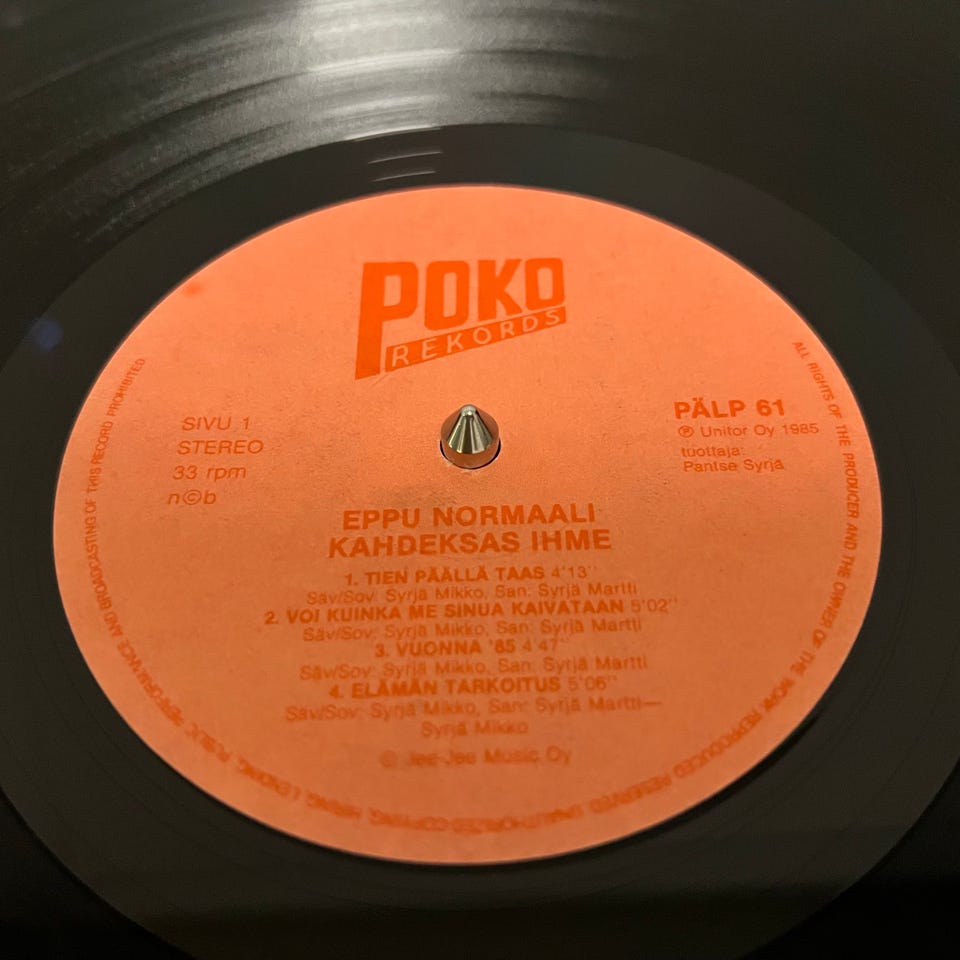 POKO
REKORDS
SIVU 1
STEREO
33 rpm
n©b
PÄLP 61
℗ Unitor Oy 1985
tuottaja:
Pantse Syrjä
EPPU NORMAALI
KAHDEKSAS IHME
1. TIEN PÄÄLLÄ TAAS 4'13''
Säv/Sov: Syrjä Mikko, San: Syrjä Martti
2. VOI KUINKA ME SINUA KAIVATAAN 5'02''
Säv/Sov: Syrjä Mikko, San: Syrjä Martti
3. VUONNA '85 4'47''
Säv/Sov: Syrjä Mikko, San: Syrjä Martti
4. ELÄMÄN TARKOITUS 5'06''
Säv/Sov: Syrjä Mikko, San: Syrjä Martti—
Syrjä Mikko
© Jee-Jee Music Oy
ALL RIGHTS OF THE PRODUCER AND THE OWNER OF THE WORK REPRODUCED RESERVED UNAUTHORIZED COPYING, HIRING, LENDING, PUBLIC PERFORMANCE AND BROADCASTING OF THIS RECORD PROHIBITED